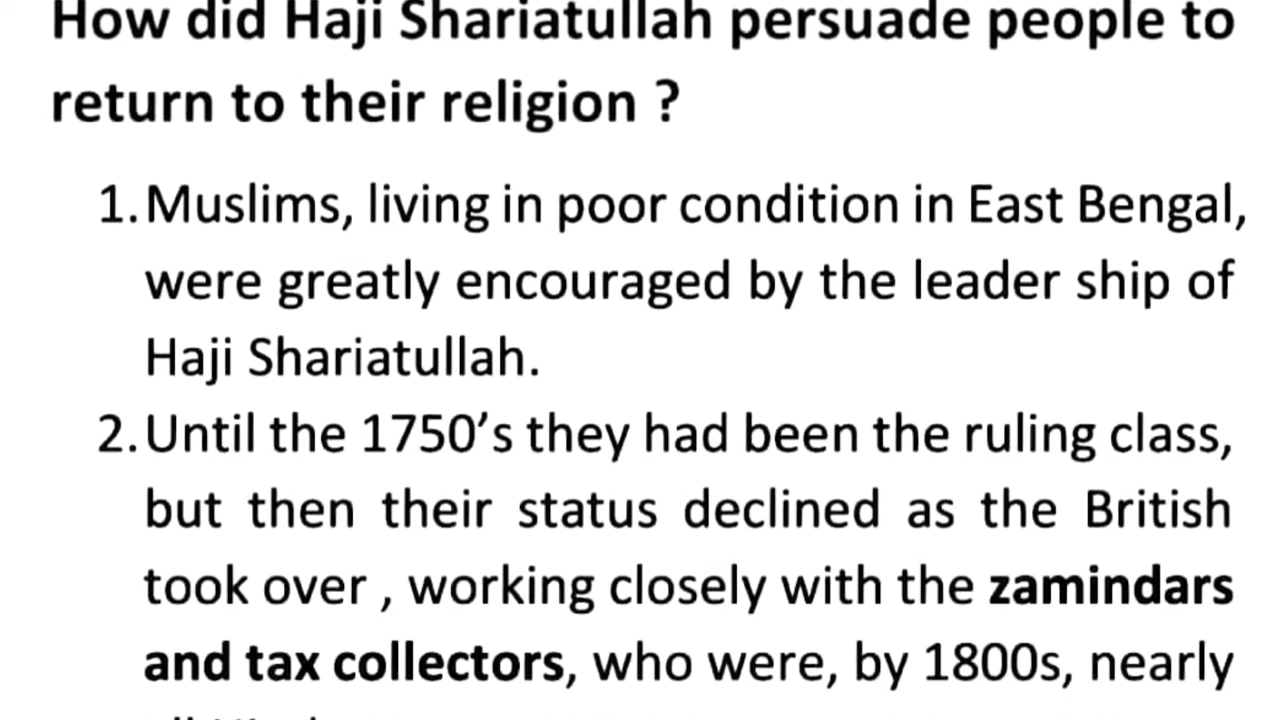 How did Haji Shariatullah persuade people to
return to their religion ?
1. Muslims, living in poor condition in East Bengal,
were greatly encouraged by the leader ship of
Haji Shariatullah.
2. Until the 1750’s they had been the ruling class,
but then their status declined as the British
took over , working closely with the zamindars
and tax collectors, who were, by 1800s, nearly